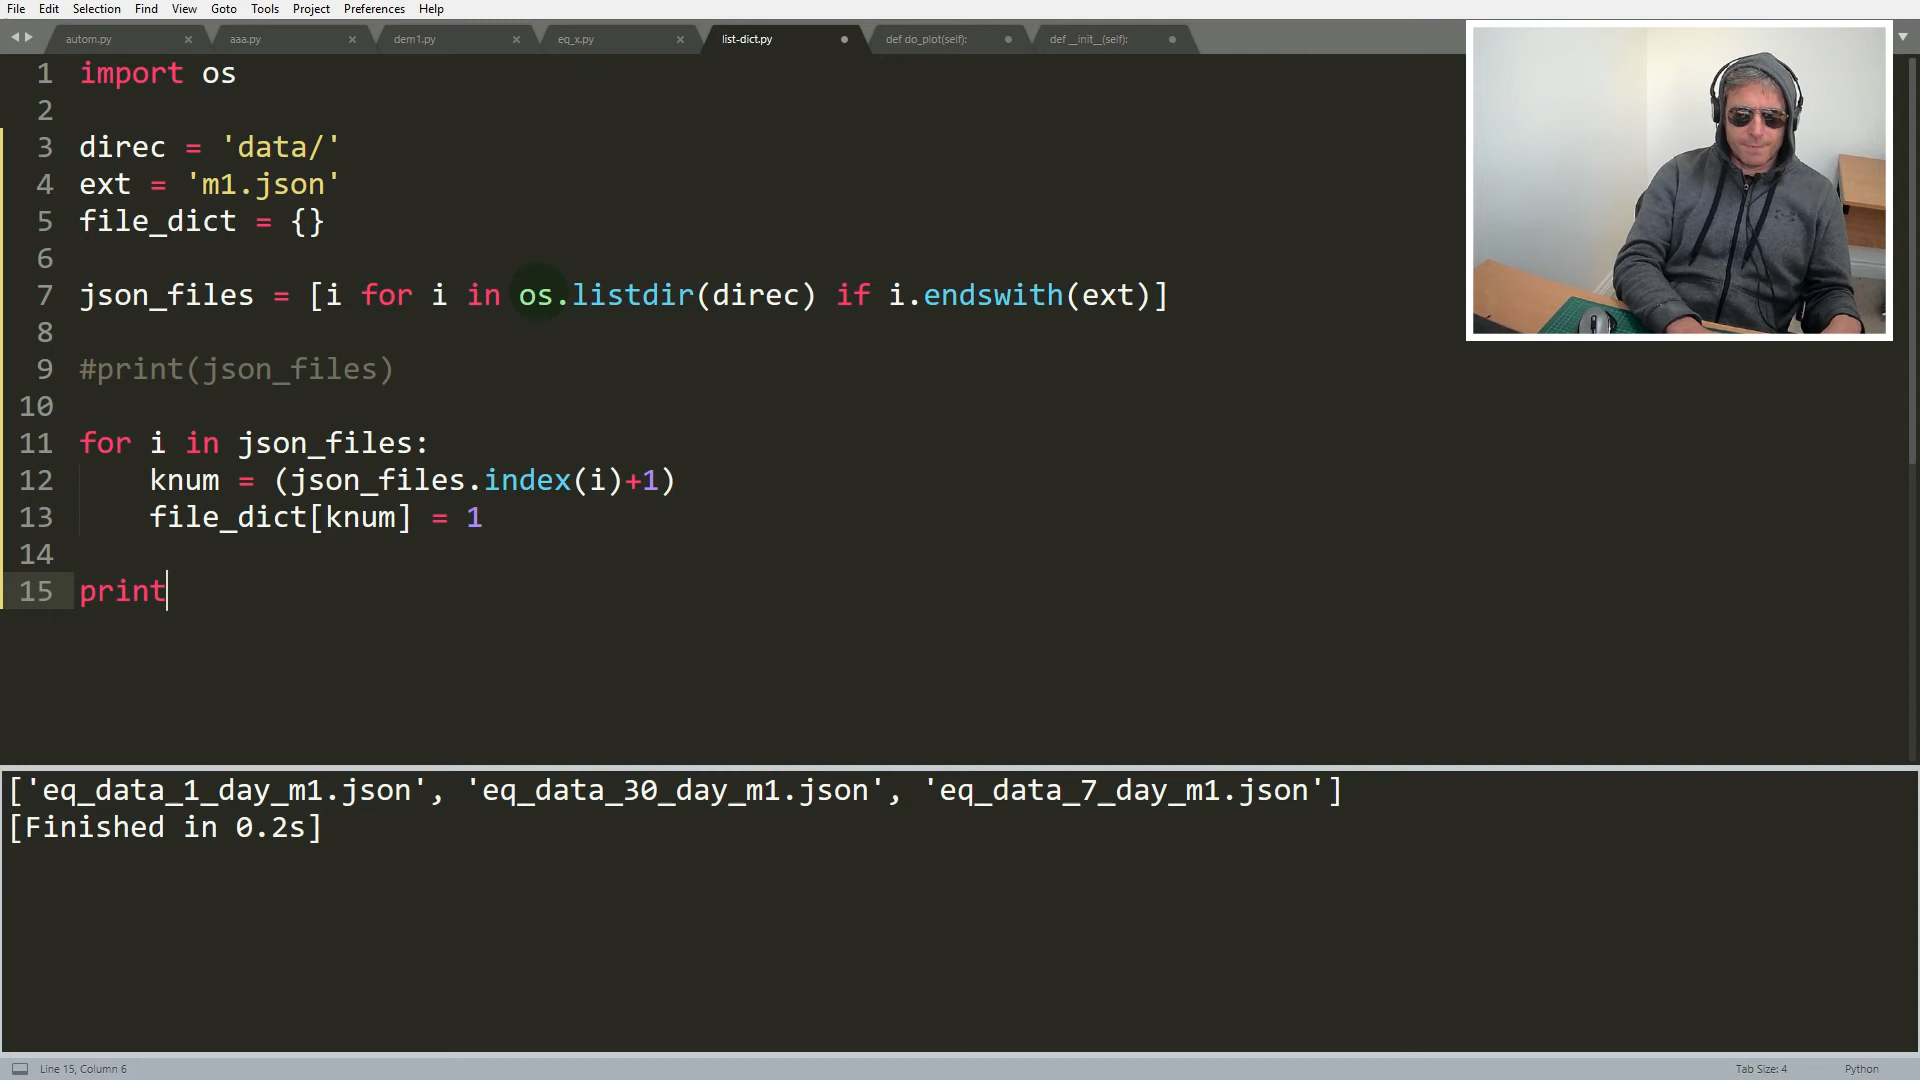 File Edit Selection Find View Goto Tools Project Preferences Help
autom.py aaa.py dem1.py eq_x.py list-dict.py def do_plot(self): def __init__(self):
1 import os
2
3 direc = 'data/'
4 ext = 'm1.json'
5 file_dict = {}
6
7 json_files = [i for i in os.listdir(direc) if i.endswith(ext)]
8
9 #print(json_files)
10
11 for i in json_files:
12 knum = (json_files.index(i)+1)
13 file_dict[knum] = 1
14
15 print
['eq_data_1_day_m1.json', 'eq_data_30_day_m1.json', 'eq_data_7_day_m1.json']
[Finished in 0.2s]
Line 15, Column 6 Tab Size: 4 Python